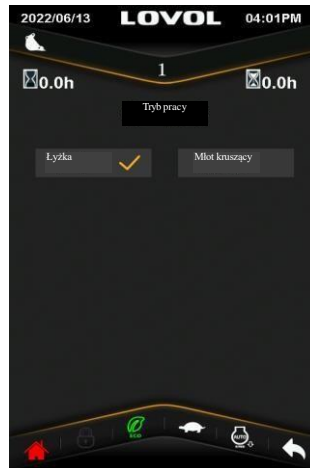 2022/06/13 LOVOL 04:01PM
1
0.0h 0.0h
Tryb pracy
Łyżka Młot kruszący
ECO AUTO